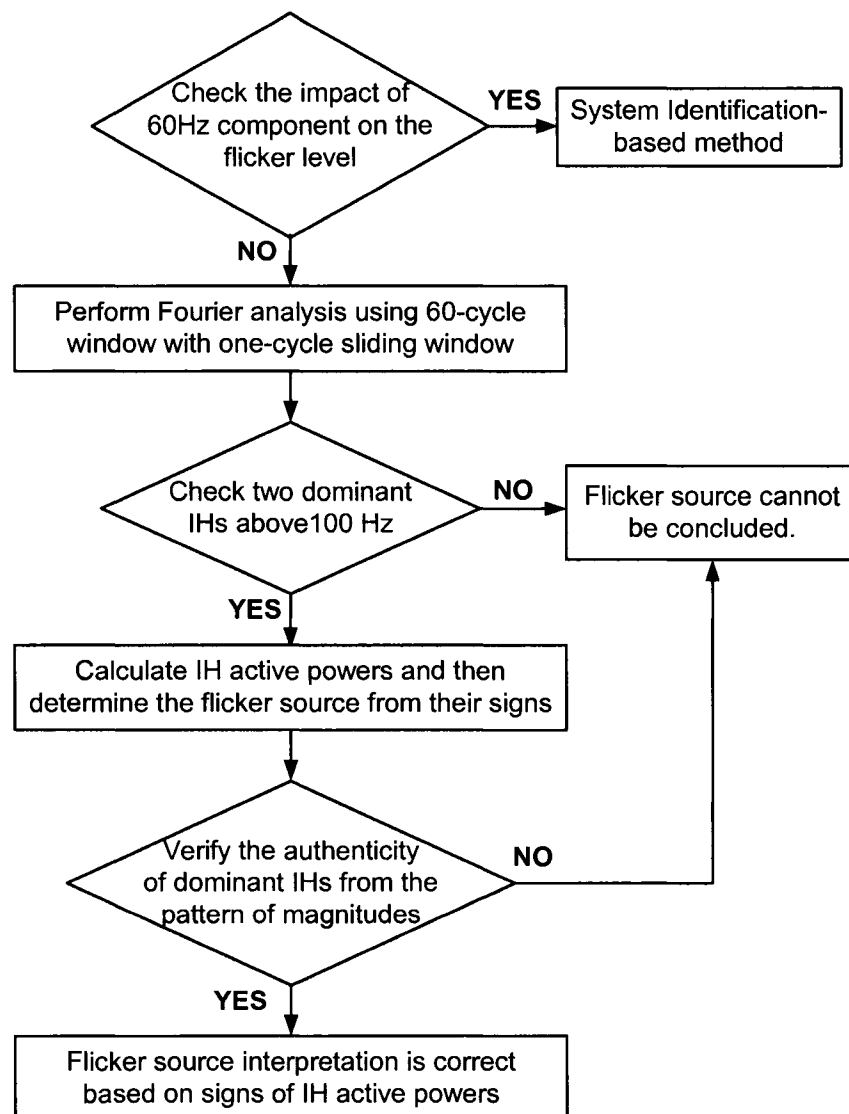 Check the impact of
60Hz component on the
flicker level
YES
System Identification-
based method
NO
Perform Fourier analysis using 60-cycle
window with one-cycle sliding window
Check two dominant
IHs above100 Hz
NO
Flicker source cannot
be concluded.
YES
Calculate IH active powers and then
determine the flicker source from their signs
Verify the authenticity
of dominant IHs from the
pattern of magnitudes
NO
YES
Flicker source interpretation is correct
based on signs of IH active powers